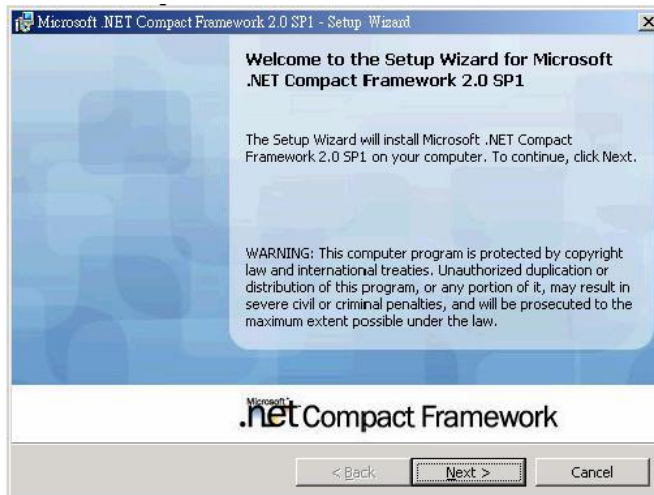 Microsoft .NET Compact Framework 2.0 SP1 - Setup Wizard
Welcome to the Setup Wizard for Microsoft
.NET Compact Framework 2.0 SP1
The Setup Wizard will install Microsoft .NET Compact
Framework 2.0 SP1 on your computer. To continue, click Next.
WARNING: This computer program is protected by copyright
law and international treaties. Unauthorized duplication or
distribution of this program, or any portion of it, may result in
severe civil or criminal penalties, and will be prosecuted to the
maximum extent possible under the law.
Microsoft
.net Compact Framework
< Back Next > Cancel